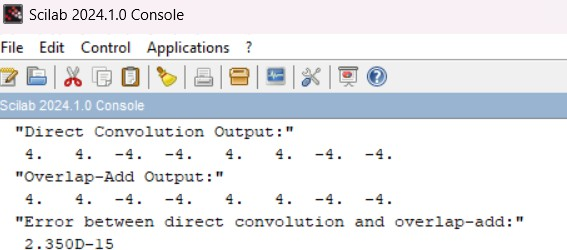 Scilab 2024.1.0 Console
File Edit Control Applications ?
Scilab 2024.1.0 Console
"Direct Convolution Output:"
4. 4. -4. -4. 4. 4. -4. -4.
"Overlap-Add Output:"
4. 4. -4. -4. 4. 4. -4. -4.
"Error between direct convolution and overlap-add:"
2.350D-15